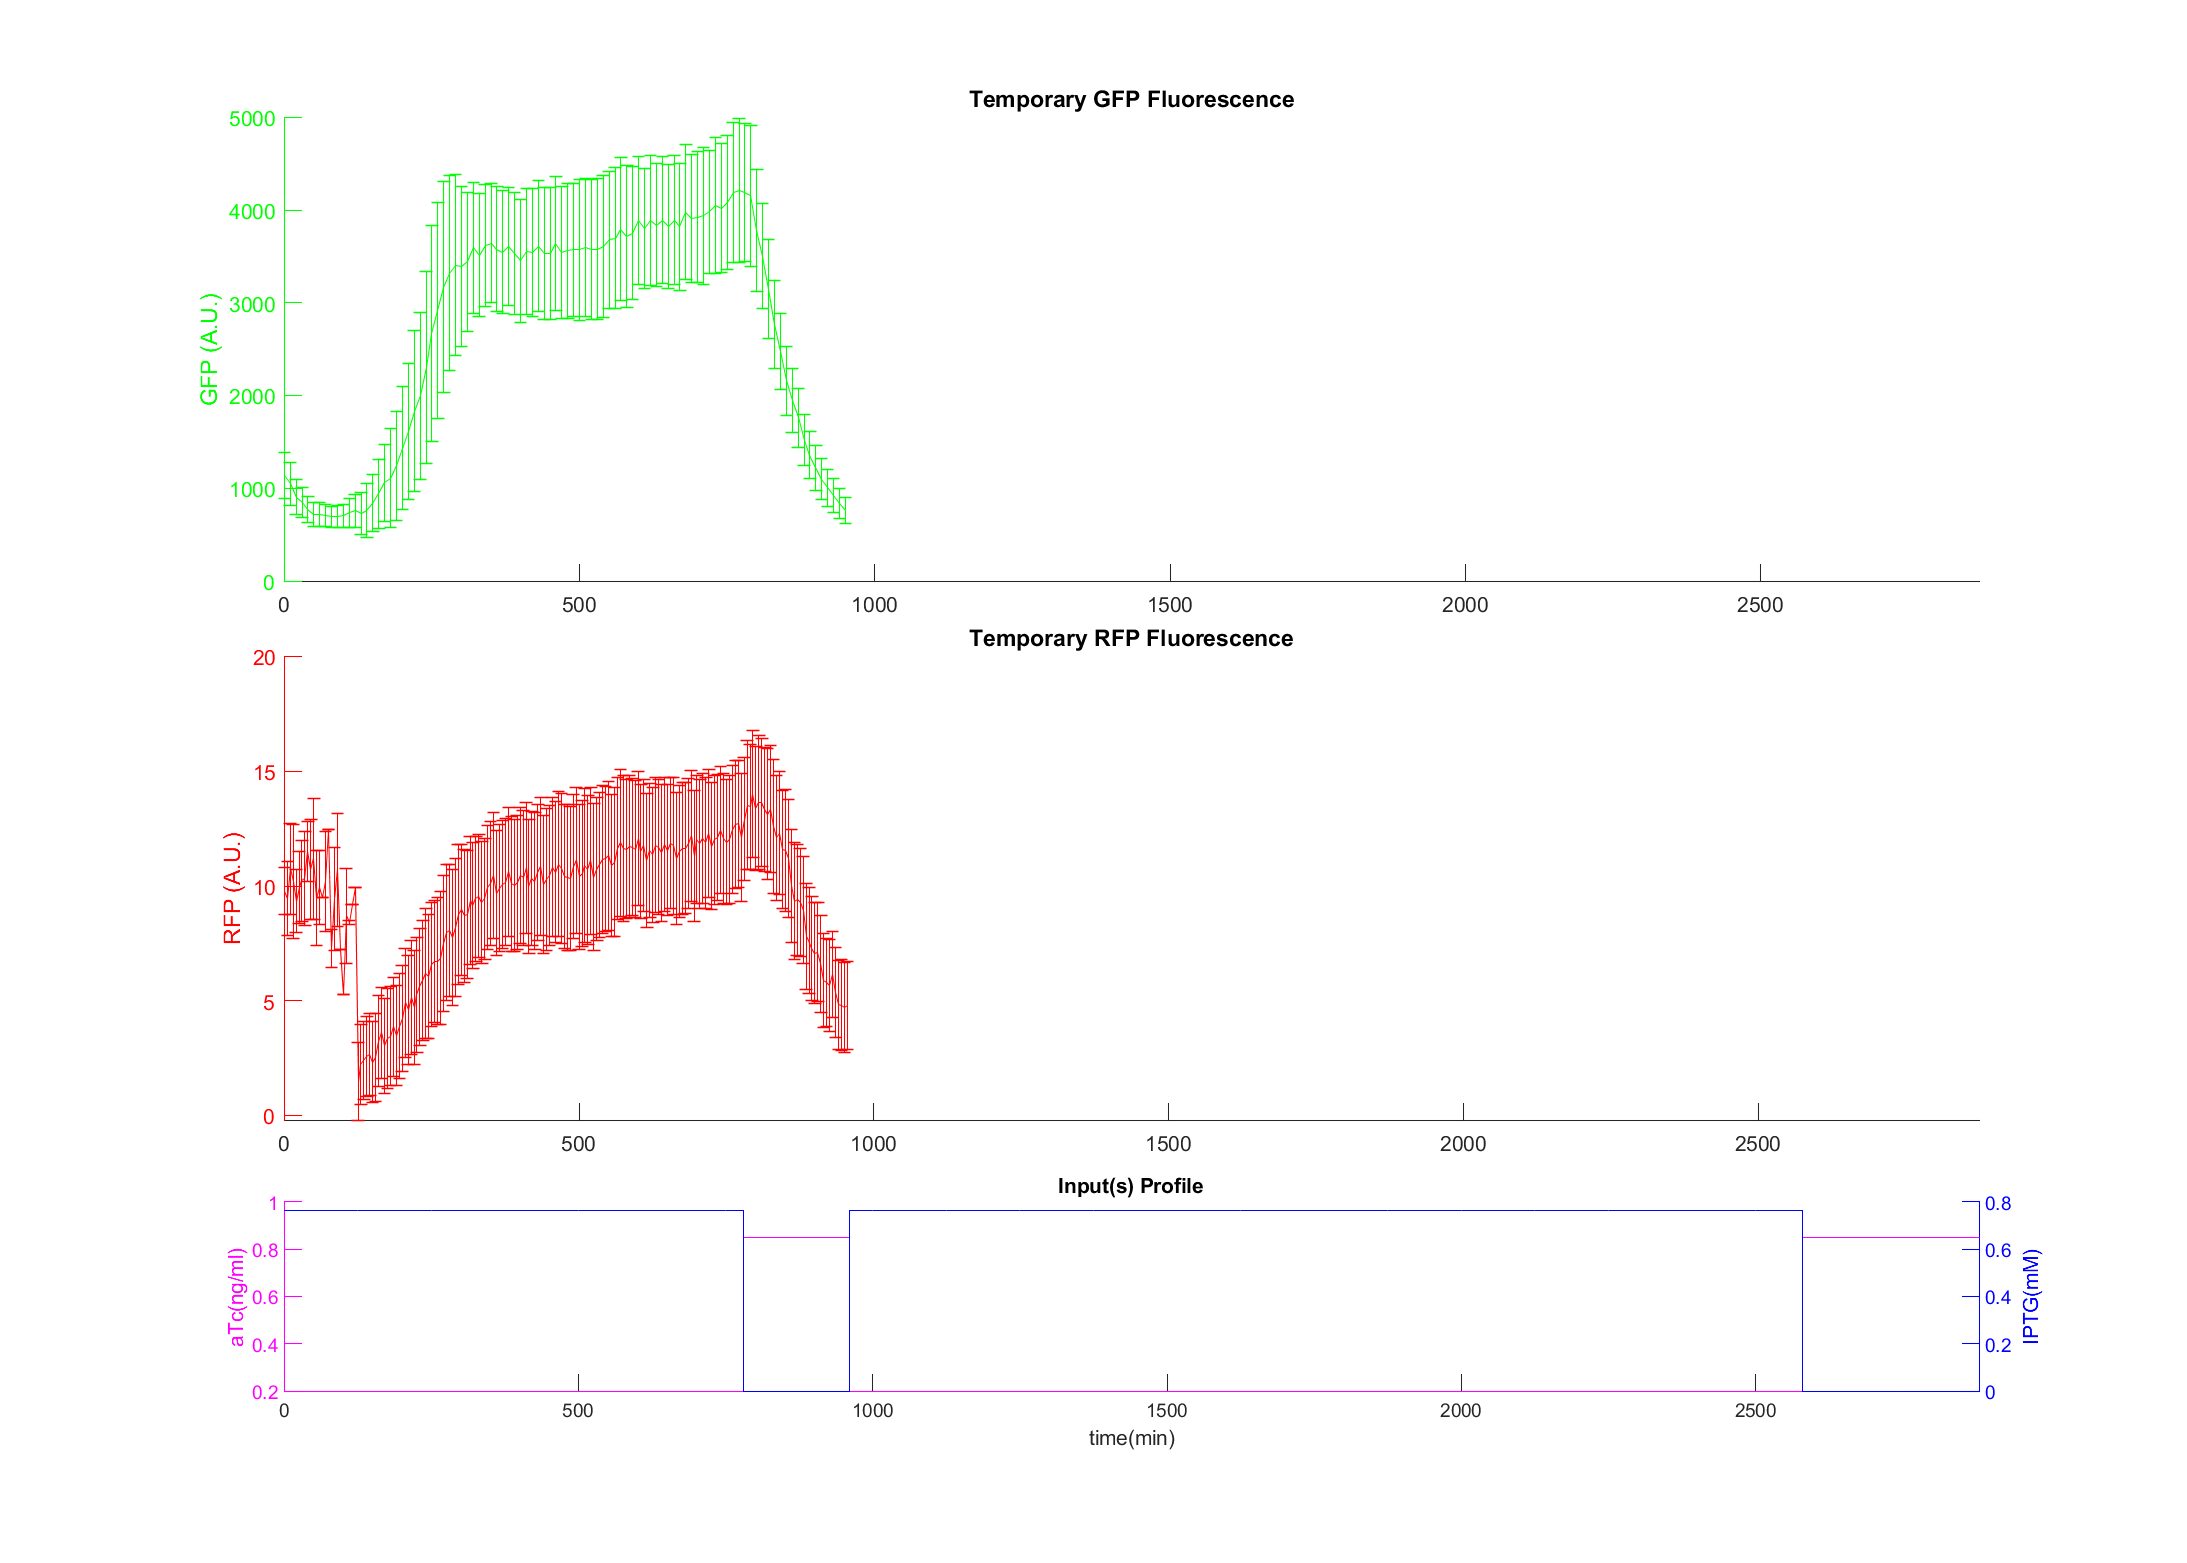 Temporary GFP Fluorescence
GFP (A.U.)
5000
4000
3000
2000
1000
0
0 500 1000 1500 2000 2500
Temporary RFP Fluorescence
RFP (A.U.)
20
15
10
5
0
0 500 1000 1500 2000 2500
Input(s) Profile
aTc(ng/ml)
1
0.8
0.6
0.4
0.2
0.8
0.6
0.4
0.2
0
IPTG(mM)
0 500 1000 1500 2000 2500
time(min)